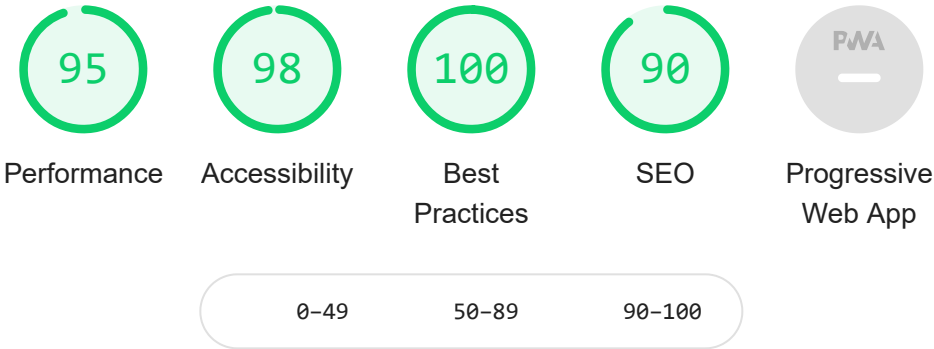 95
98
100
90
PWA
Performance
Accessibility
Best
Practices
SEO
Progressive
Web App
0–49
50–89
90–100